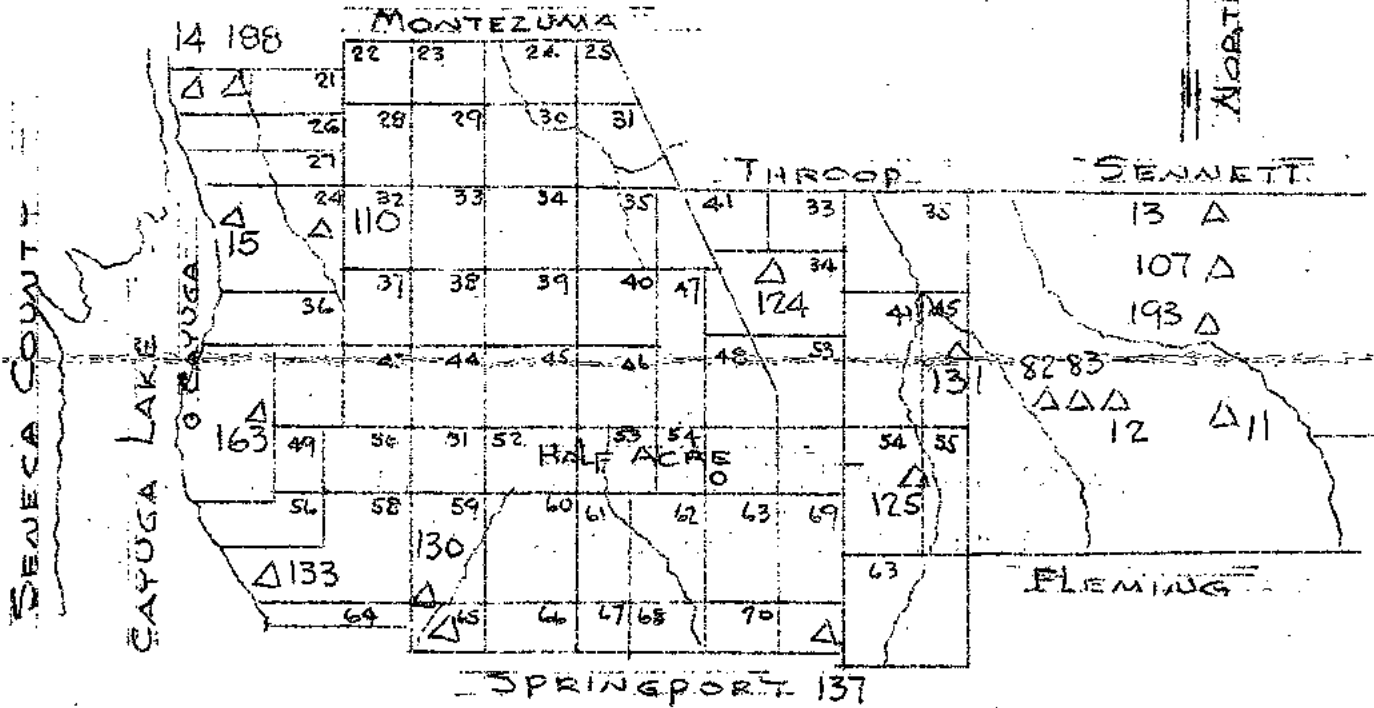 MONTEZUMA
NORTH
14 188
22 23 24 25
21
26 28 29 30 31
27
THROOP SENNETT
24 32 33 34 35 41 33 35
13
15 110
107
34
36 37 38 39 40 47 124
193
41 45
43 44 45 46 48 53
131 82-83
SENECA COUNTY
CAYUGA LAKE
CAYUGA
163
12 11
49 50 51 52 53 54 54 55
HALF ACRE
125
56 58 59 60 61 62 63 69
130
133
63
FLEMING
64 65 66 67 68 70
SPRINGPORT 137